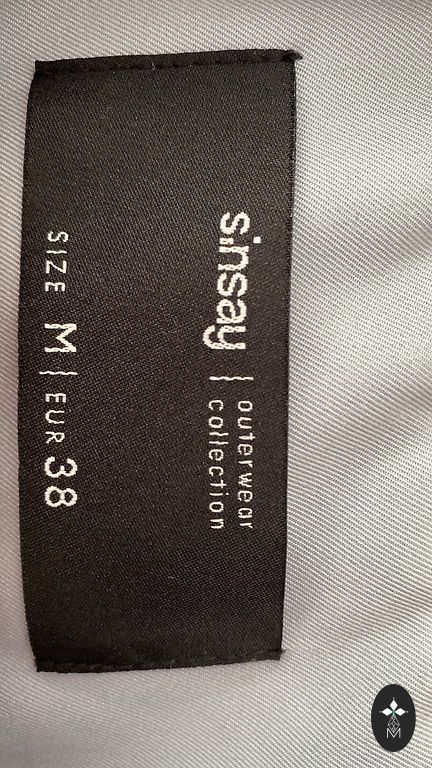 sinsay | outerwear
collection
SIZE M | EUR 38
M